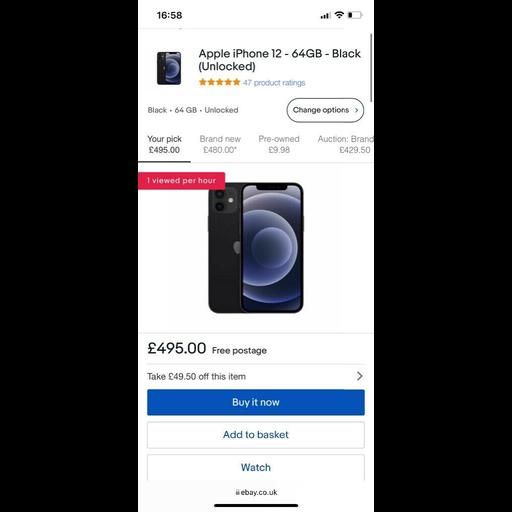 16:58
Apple iPhone 12 - 64GB - Black
(Unlocked)
47 product ratings
Black • 64 GB • Unlocked
Change options
Your pick
£495.00
Brand new
£480.00*
Pre-owned
£9.98
Auction: Brand
£429.50
1 viewed per hour
£495.00 Free postage
Take £49.50 off this item
Buy it now
Add to basket
Watch
ebay.co.uk